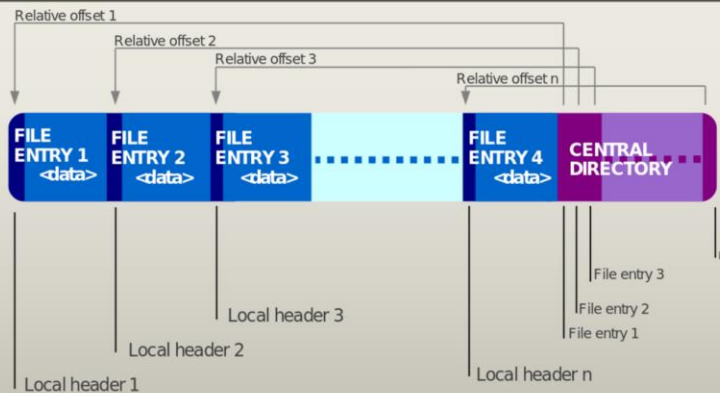 Relative offset 1
Relative offset 2
Relative offset 3
Relative offset n
FILE
ENTRY 1
<data>
FILE
ENTRY 2
<data>
FILE
ENTRY 3
<data>
FILE
ENTRY 4
<data>
CENTRAL
DIRECTORY
File entry 3
File entry 2
File entry 1
Local header 3
Local header 2
Local header n
Local header 1